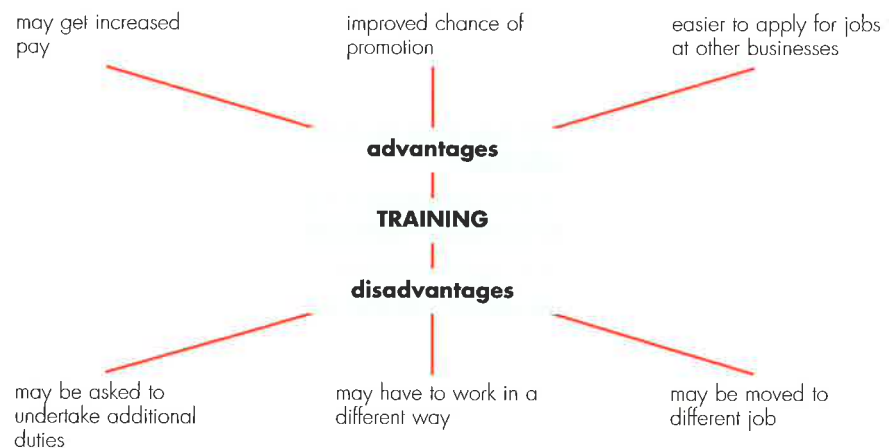 may get increased
pay
improved chance of
promotion
easier to apply for jobs
at other businesses
advantages
TRAINING
disadvantages
may be asked to
undertake additional
duties
may have to work in a
different way
may be moved to
different job